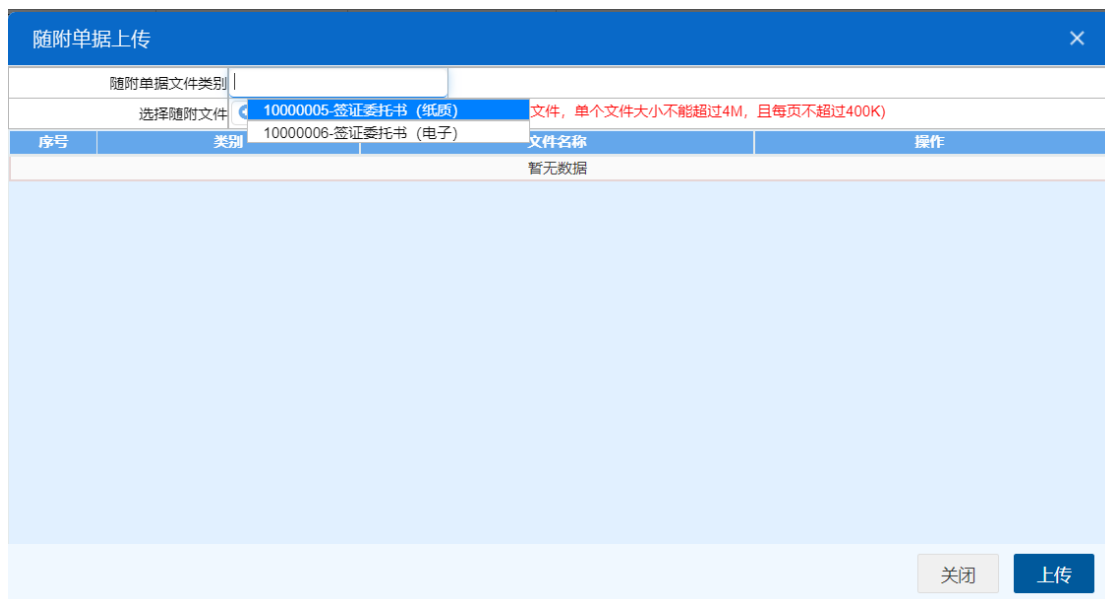 随附单据上传
随附单据文件类别
选择随附文件 文件，单个文件大小不能超过4M，且每页不超过400K)
10000005-签证委托书（纸质）
10000006-签证委托书（电子）
序号 类别 文件名称 操作
暂无数据
关闭 上传